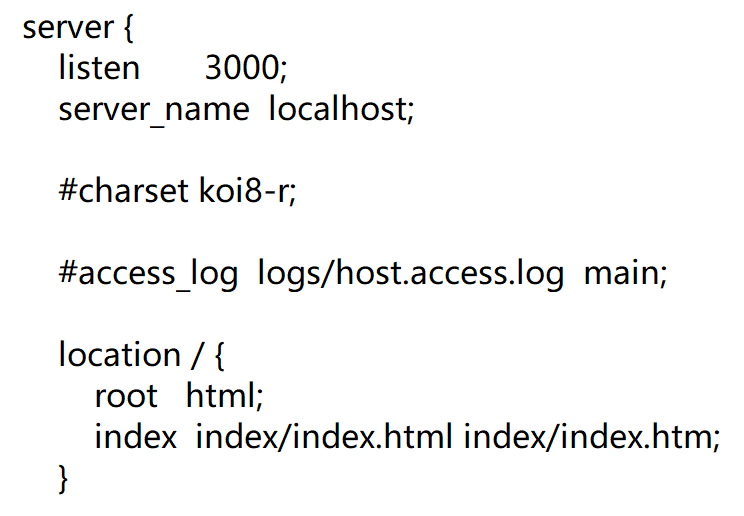 server {
    listen       3000;
    server_name  localhost;

    #charset koi8-r;

    #access_log  logs/host.access.log  main;

    location / {
        root   html;
        index  index/index.html index/index.htm;
    }